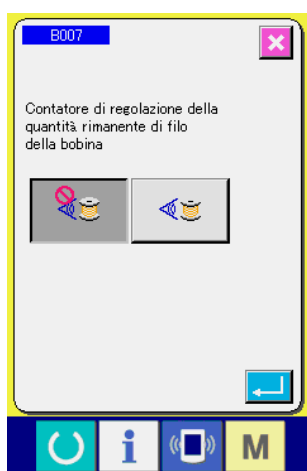 B007
Contatore di regolazione della
quantità rimanente di filo
della bobina
i
M